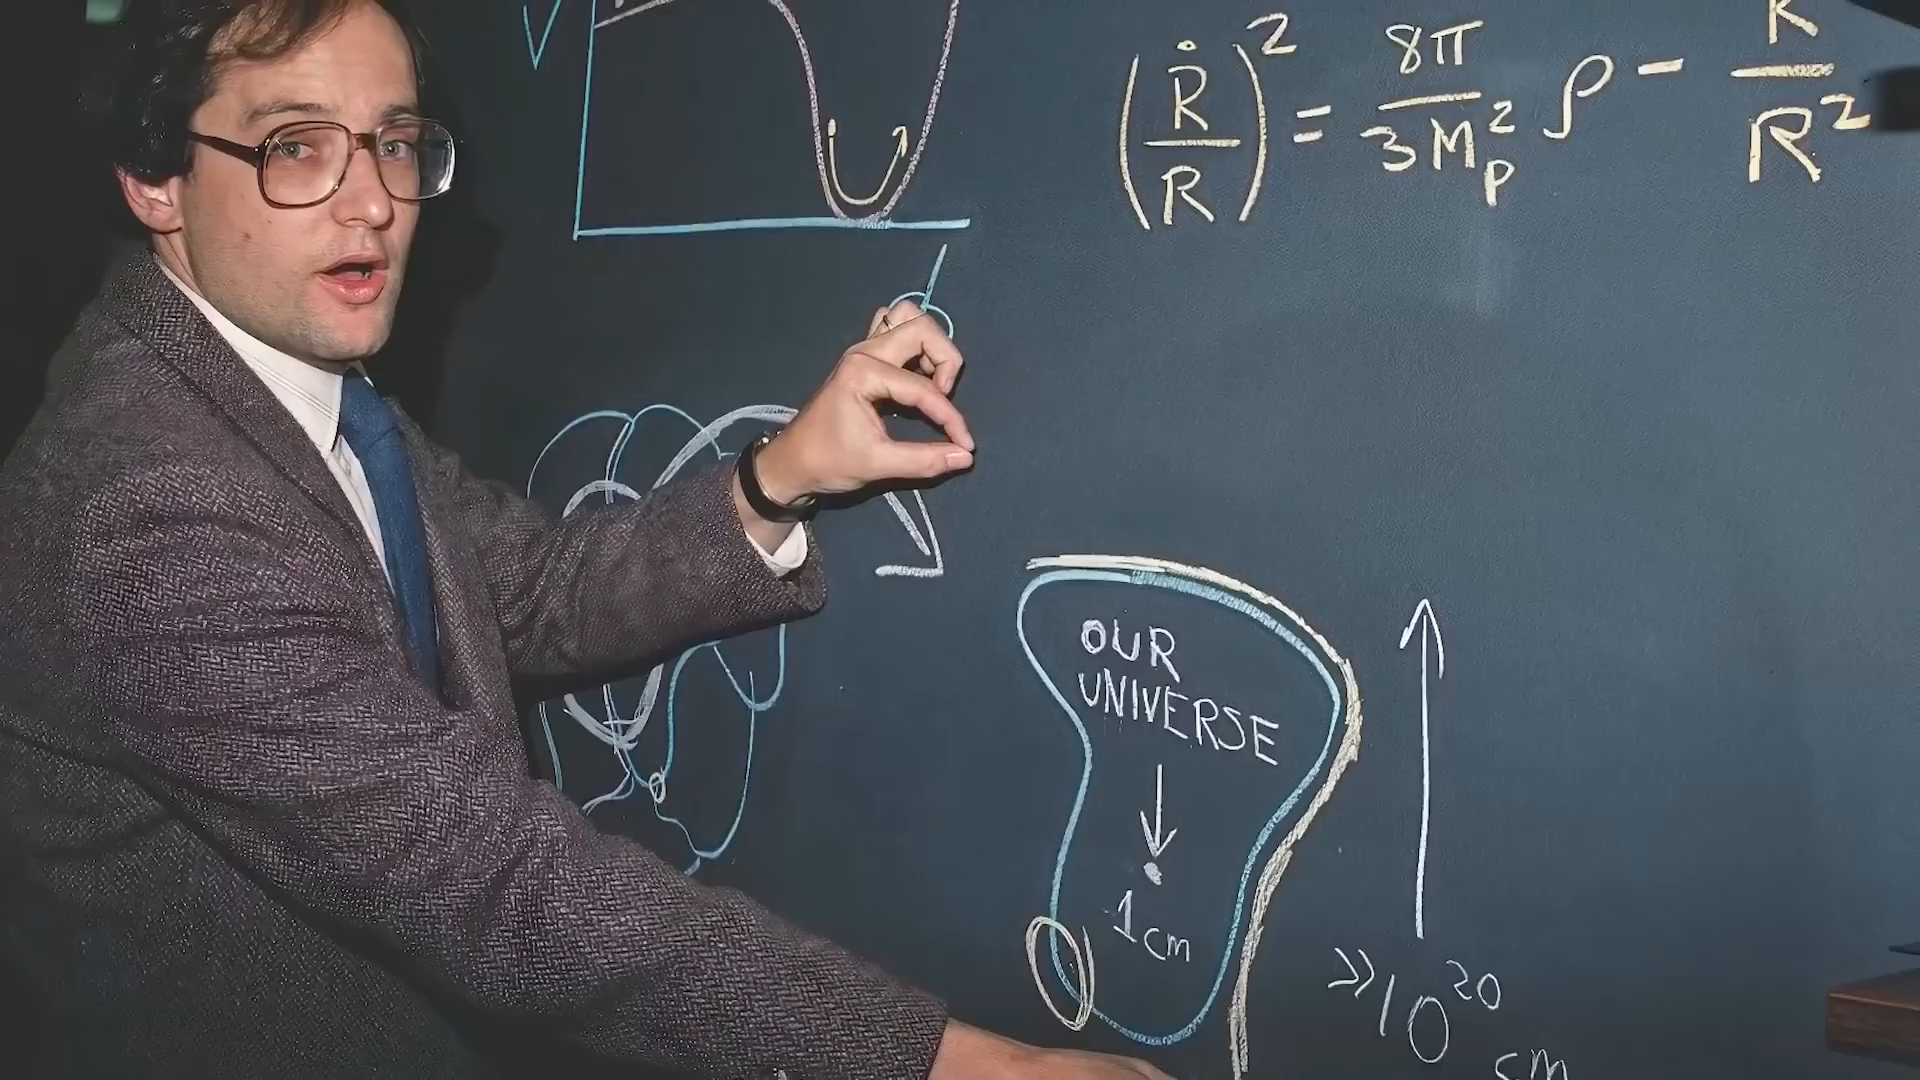 V
(Ṙ/R)² = 8π/3M_P² ρ − K/R²
OUR
UNIVERSE
1cm
>>10²⁰
cm